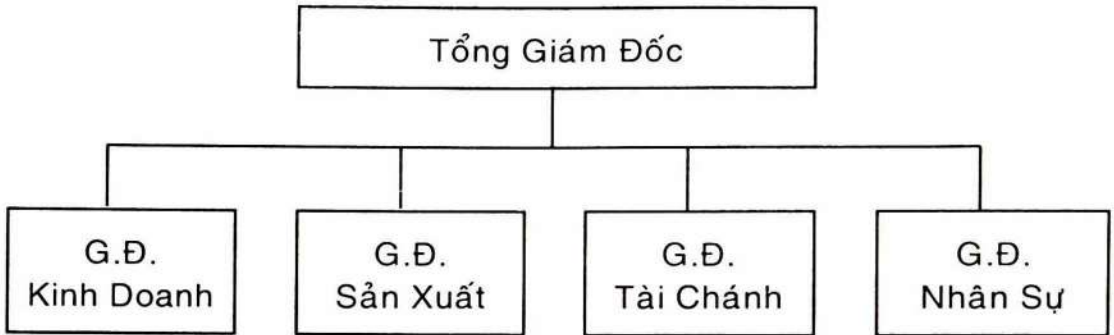 Tổng Giám Đốc
G.Đ.
Kinh Doanh
G.Đ.
Sản Xuất
G.Đ.
Tài Chánh
G.Đ.
Nhân Sự